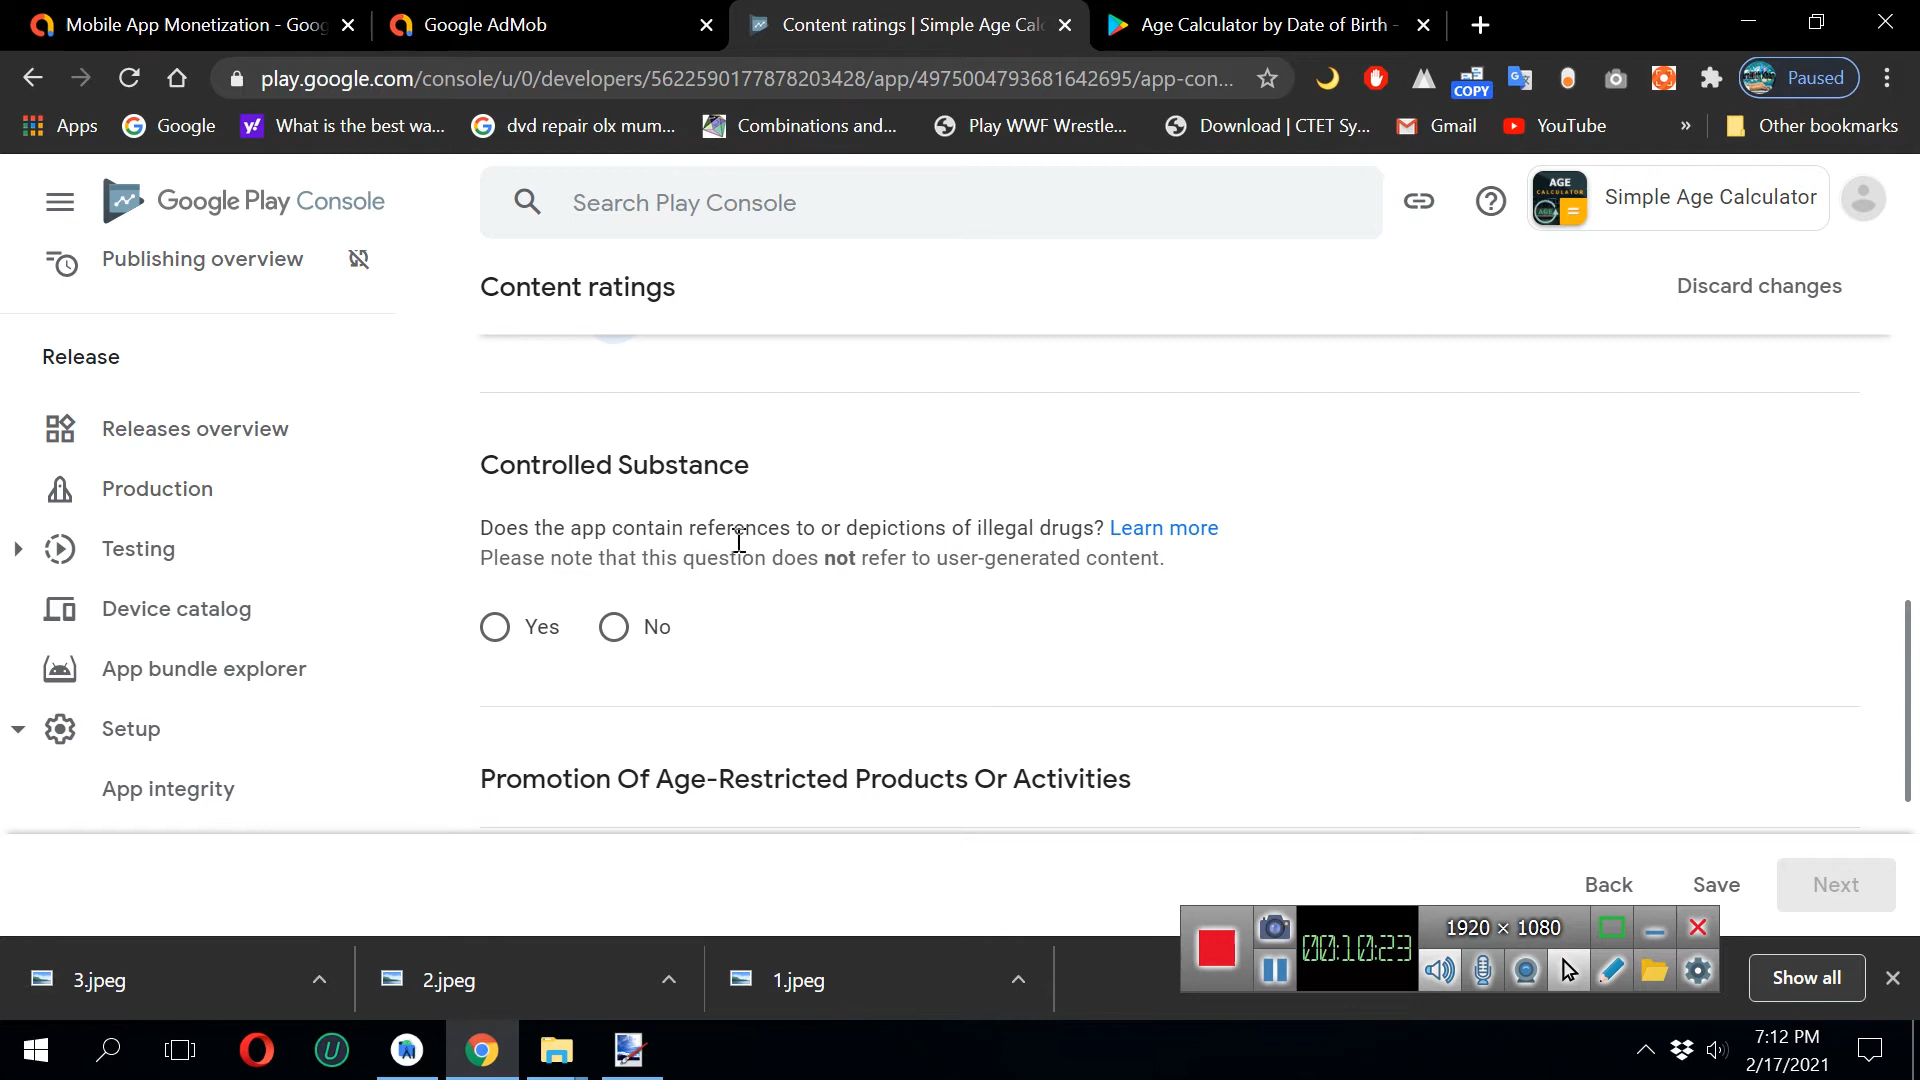 Mobile App Monetization - Goog
Google AdMob
Content ratings | Simple Age Calc
Age Calculator by Date of Birth -
play.google.com/console/u/0/developers/5622590177878203428/app/4975004793681642695/app-con...
COPY
Paused
Apps
Google
What is the best wa...
dvd repair olx mum...
Combinations and...
Play WWF Wrestle...
Download | CTET Sy...
Gmail
YouTube
»
Other bookmarks
Google Play Console
Search Play Console
AGE
CALCULATOR
Simple Age Calculator
Publishing overview
Content ratings
Discard changes
Release
Releases overview
Production
Testing
Device catalog
App bundle explorer
Setup
App integrity
Controlled Substance
Does the app contain references to or depictions of illegal drugs? Learn more
Please note that this question does not refer to user-generated content.
Yes
No
Promotion Of Age-Restricted Products Or Activities
Back
Save
Next
00:10:23
1920 × 1080
3.jpeg
2.jpeg
1.jpeg
Show all
7:12 PM
2/17/2021